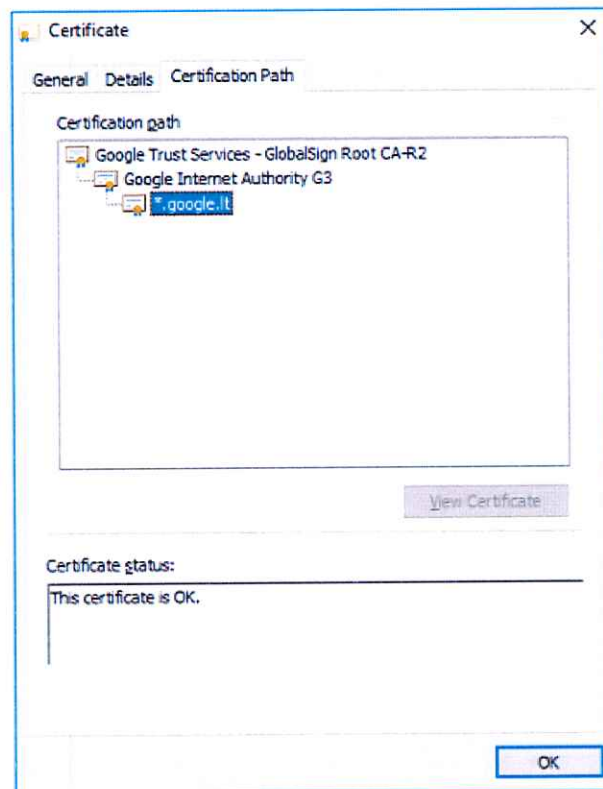 Certificate
General Details Certification Path
Certification path
Google Trust Services - GlobalSign Root CA-R2
Google Internet Authority G3
*.google.lt
View Certificate
Certificate status:
This certificate is OK.
OK